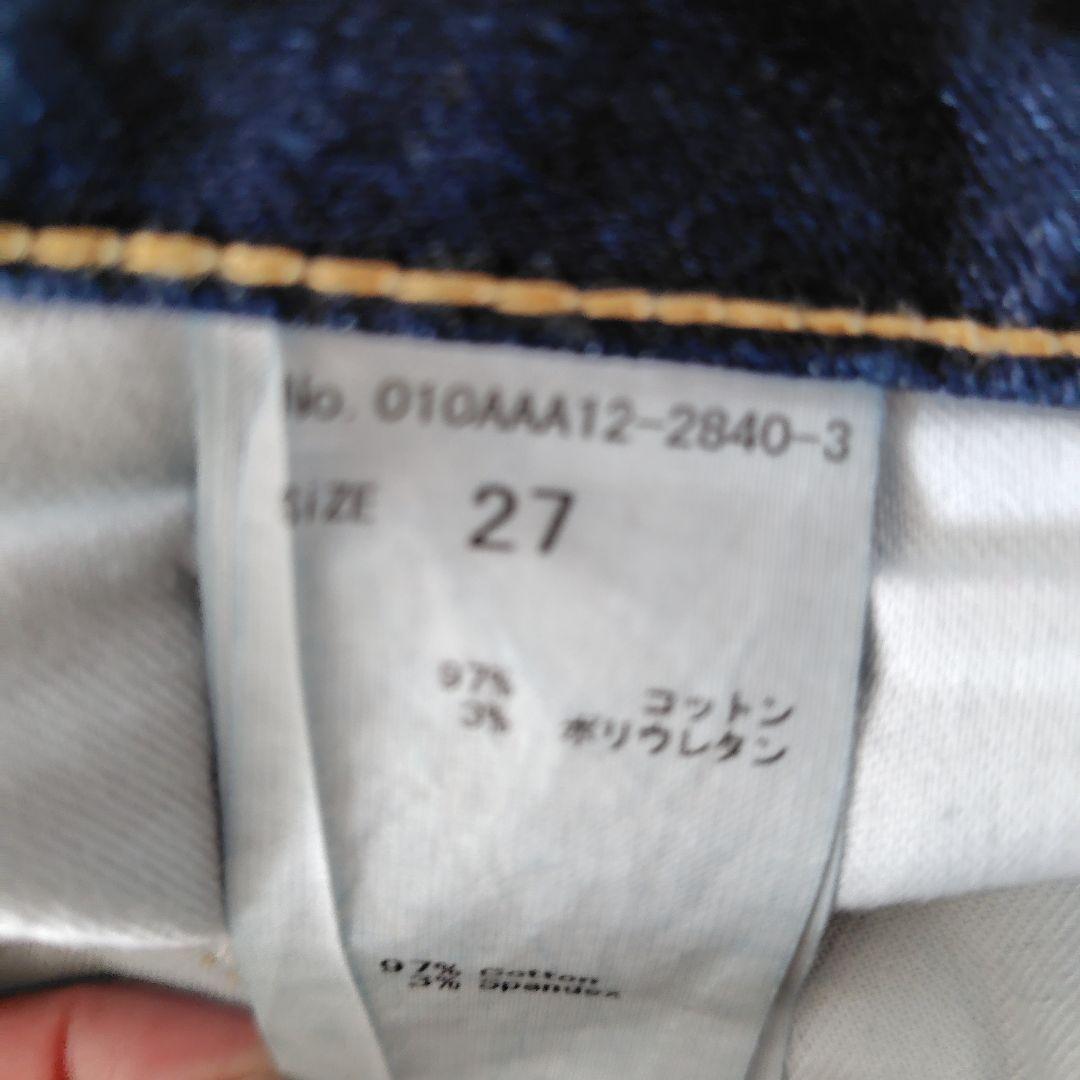 No. 010AAA12-2840-3
SIZE 27
97% コットン
3% ポリウレタン
97% Cotton
3% Spandex